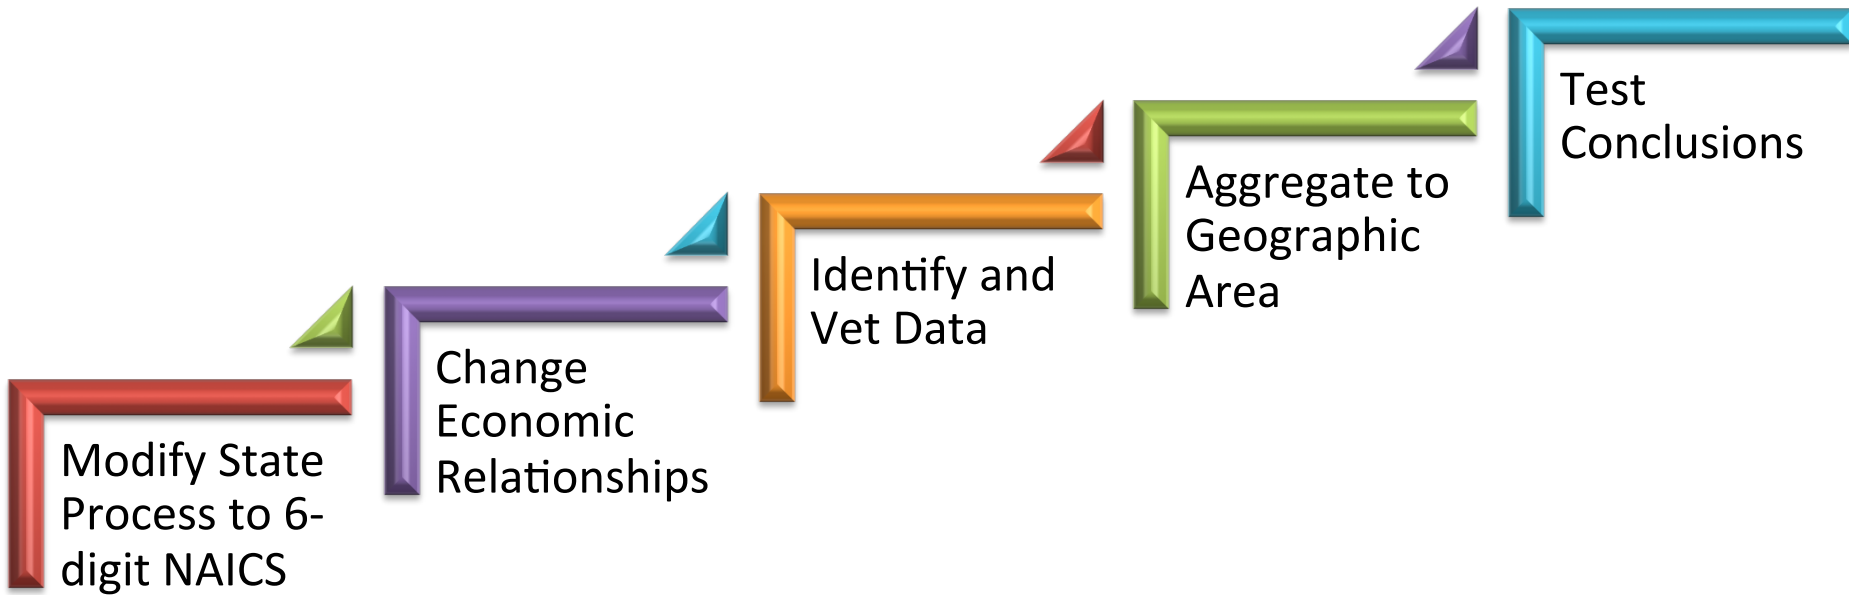 Modify State
Process to 6-
digit NAICS
Change
Economic
Relationships
Identify and
Vet Data
Aggregate to
Geographic
Area
Test
Conclusions